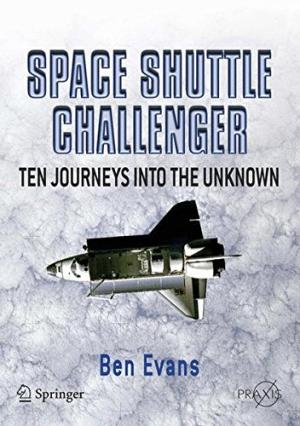 SPACE SHUTTLE
CHALLENGER
TEN JOURNEYS INTO THE UNKNOWN
Ben Evans
Springer
PRAXIS